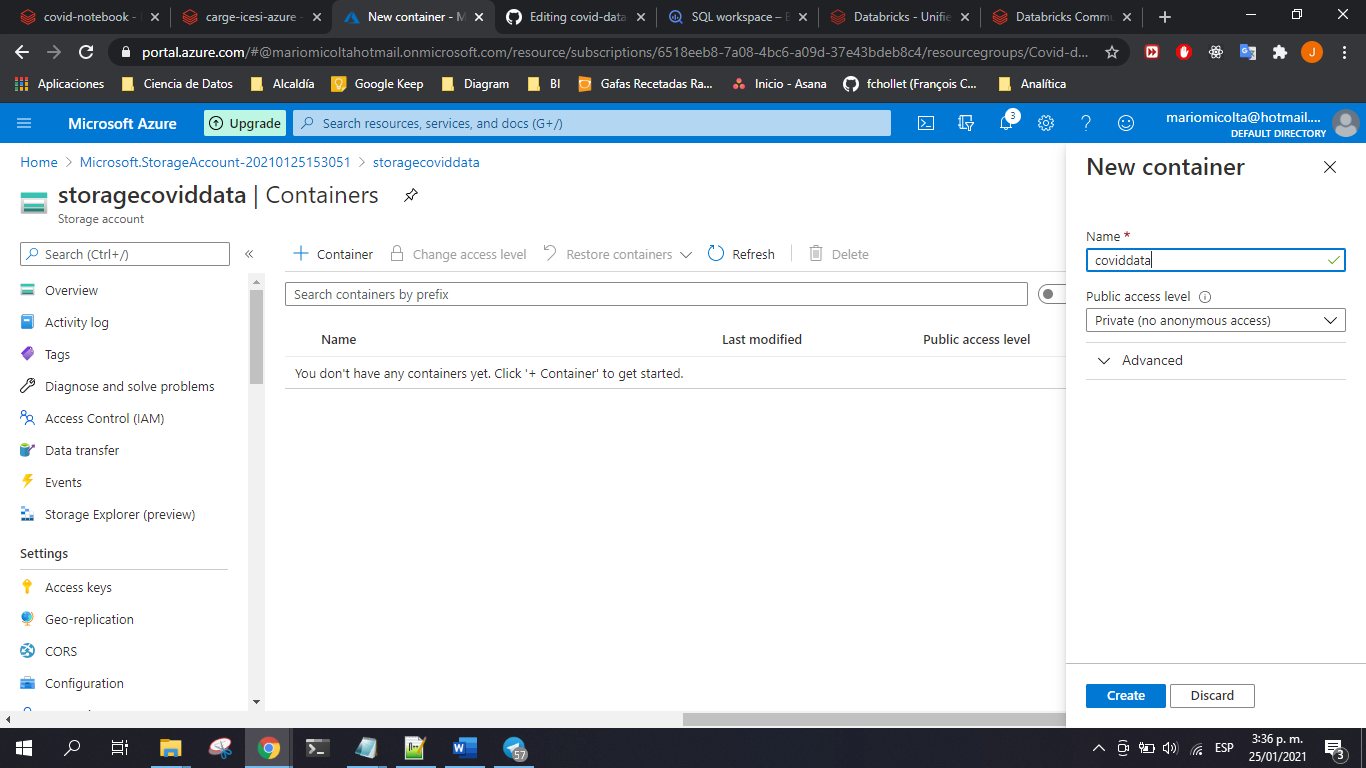 covid-notebook -
carge-icesi-azure -
New container - M
Editing covid-data
SQL workspace – B
Databricks - Unifie
Databricks Commu
portal.azure.com/#@mariomicoltahotmail.onmicrosoft.com/resource/subscriptions/6518eeb8-7a08-4bc6-a09d-37e43bdeb8c4/resourcegroups/Covid-d...
J
Aplicaciones
Ciencia de Datos
Alcaldía
Google Keep
Diagram
BI
Gafas Recetadas Ra...
Inicio - Asana
fchollet (François C...
Analítica
Microsoft Azure
Upgrade
Search resources, services, and docs (G+/)
3
mariomicolta@hotmail....
DEFAULT DIRECTORY
Home > Microsoft.StorageAccount-20210125153051 > storagecoviddata
storagecoviddata | Containers
Storage account
Search (Ctrl+/)
«
Overview
Activity log
Tags
Diagnose and solve problems
Access Control (IAM)
Data transfer
Events
Storage Explorer (preview)
Settings
Access keys
Geo-replication
CORS
Configuration
+ Container
Change access level
Restore containers
Refresh
Delete
Search containers by prefix
Name Last modified Public access level
You don't have any containers yet. Click '+ Container' to get started.
New container
Name *
coviddata
Public access level
Private (no anonymous access)
Advanced
Create
Discard
57
ESP
3:36 p. m.
25/01/2021
3